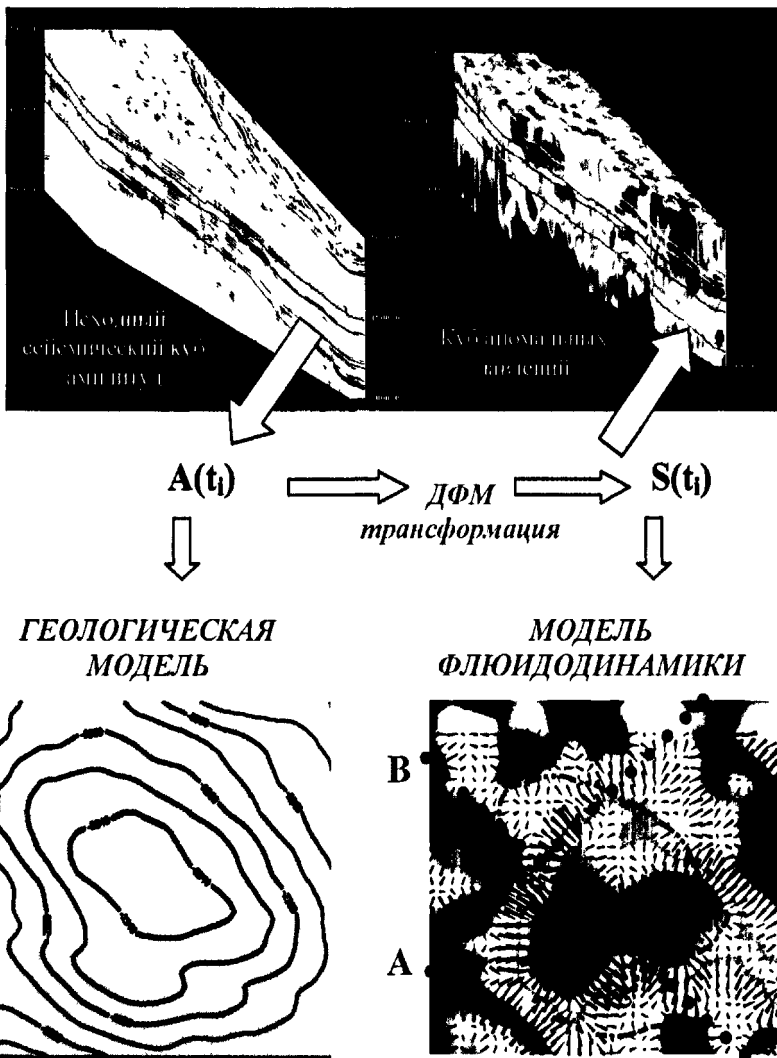 Исходный
сейсмический куб
амплитуд
Куб аномальных
явлений
A(tᵢ)
ДФМ
трансформация
S(tᵢ)
ГЕОЛОГИЧЕСКАЯ
МОДЕЛЬ
МОДЕЛЬ
ФЛЮИДОДИНАМИКИ
B
A